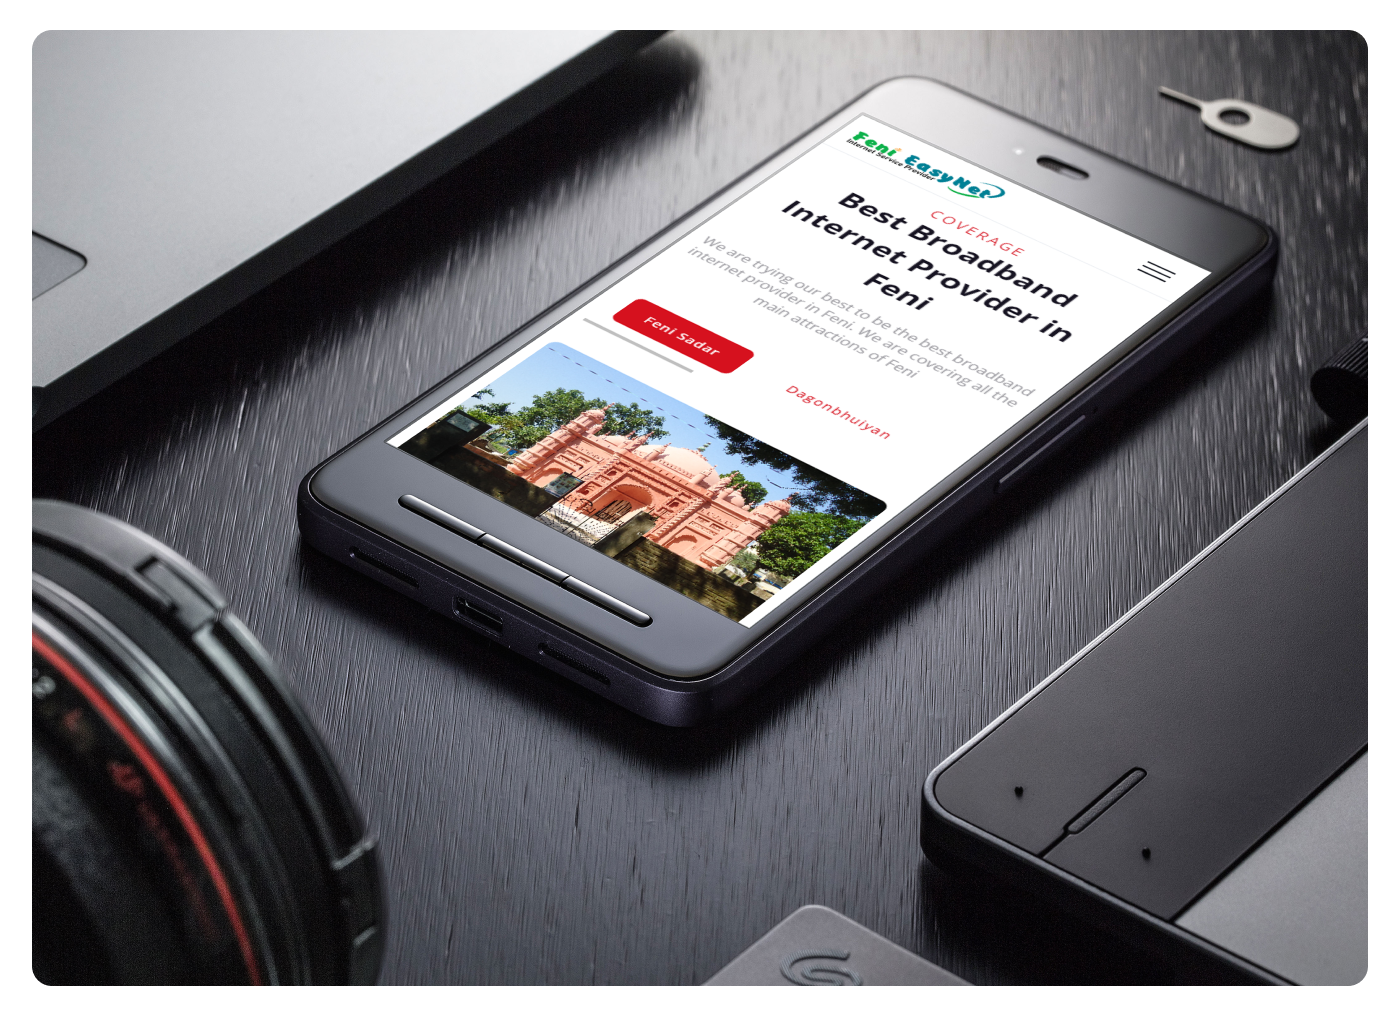 Feni EasyNet
Internet Service Provider
COVERAGE
Best Broadband
Internet Provider in
Feni
We are trying our best to be the best broadband
internet provider in Feni. We are covering all the
main attractions of Feni
Feni Sadar
Dagonbhuiyan